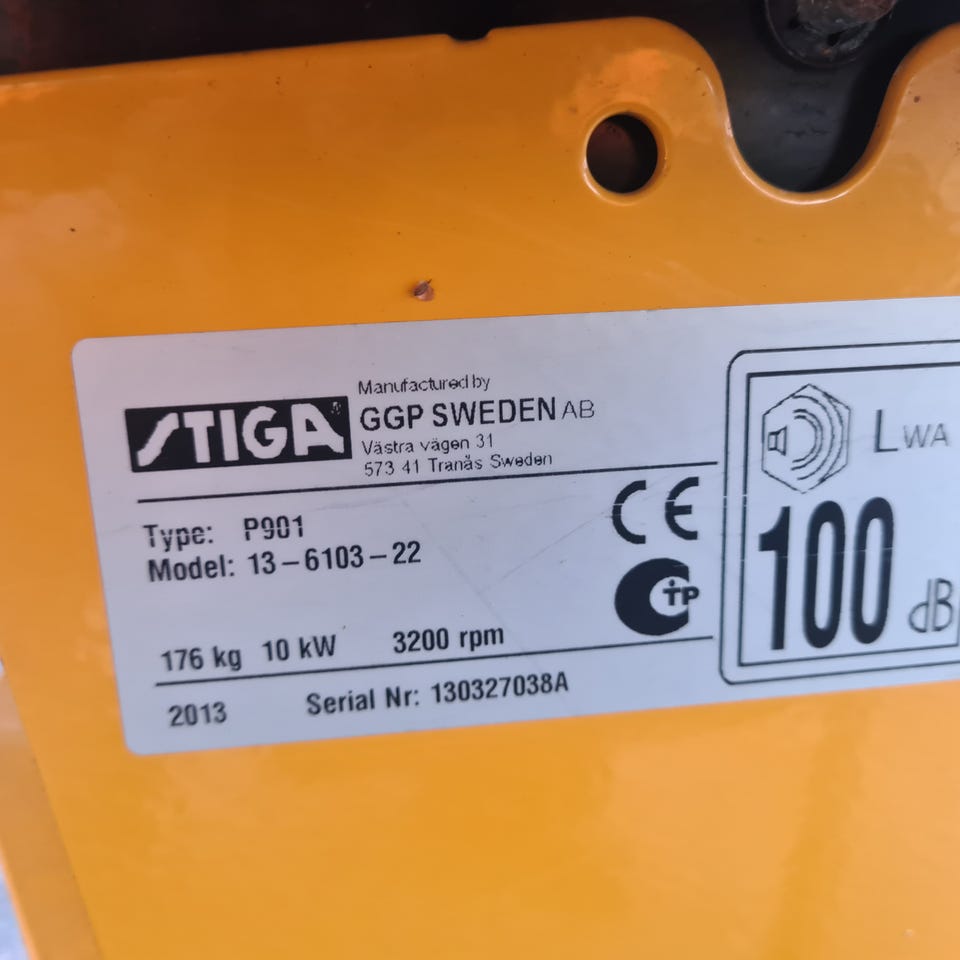 STIGA®
Manufactured by
GGP SWEDEN AB
Västra vägen 31
573 41 Tranås Sweden
Type: P901
Model: 13-6103-22
CE
TP
176 kg 10 kW 3200 rpm
2013 Serial Nr: 130327038A
LWA
100
dB